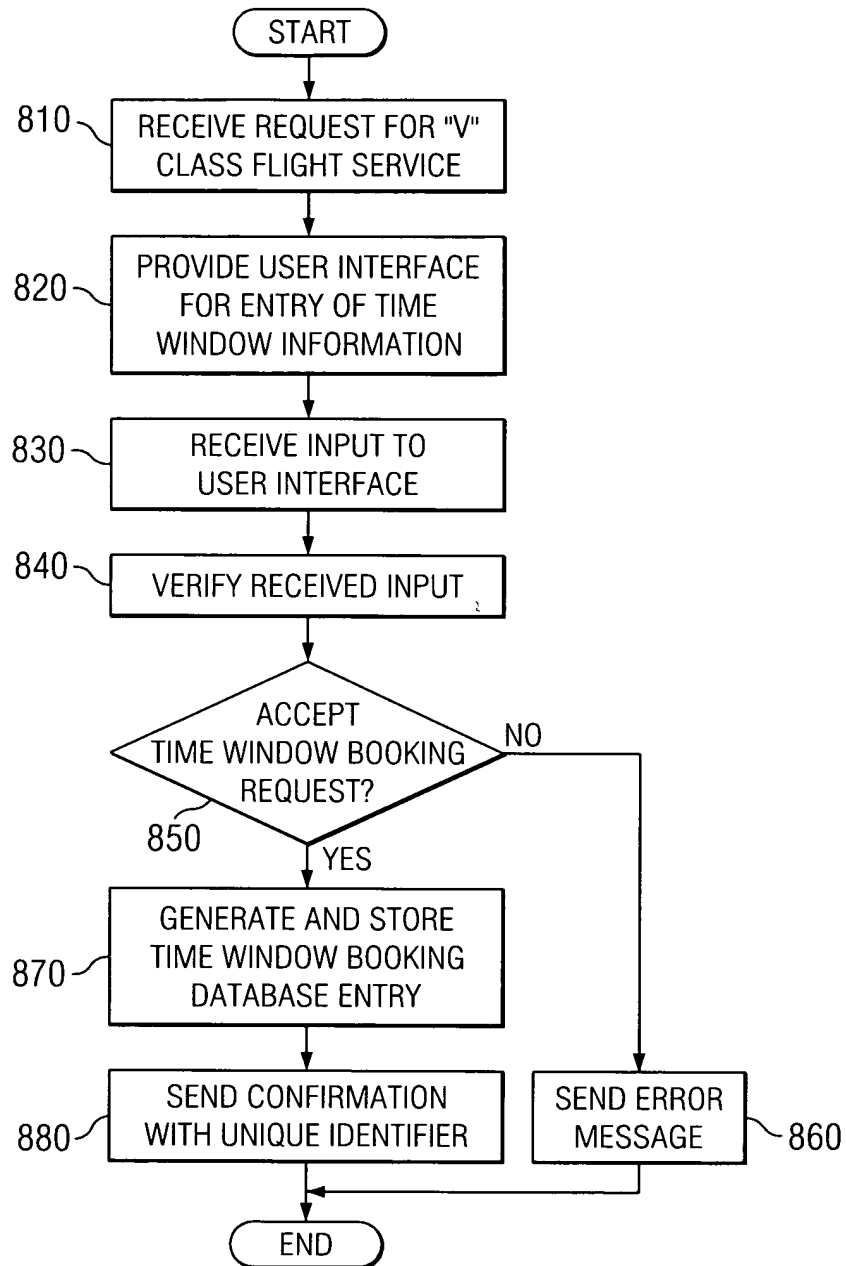 START
810
RECEIVE REQUEST FOR "V"
CLASS FLIGHT SERVICE
820
PROVIDE USER INTERFACE
FOR ENTRY OF TIME
WINDOW INFORMATION
830
RECEIVE INPUT TO
USER INTERFACE
840
VERIFY RECEIVED INPUT
ACCEPT
TIME WINDOW BOOKING
REQUEST?
NO
850
YES
870
GENERATE AND STORE
TIME WINDOW BOOKING
DATABASE ENTRY
880
SEND CONFIRMATION
WITH UNIQUE IDENTIFIER
SEND ERROR
MESSAGE
860
END